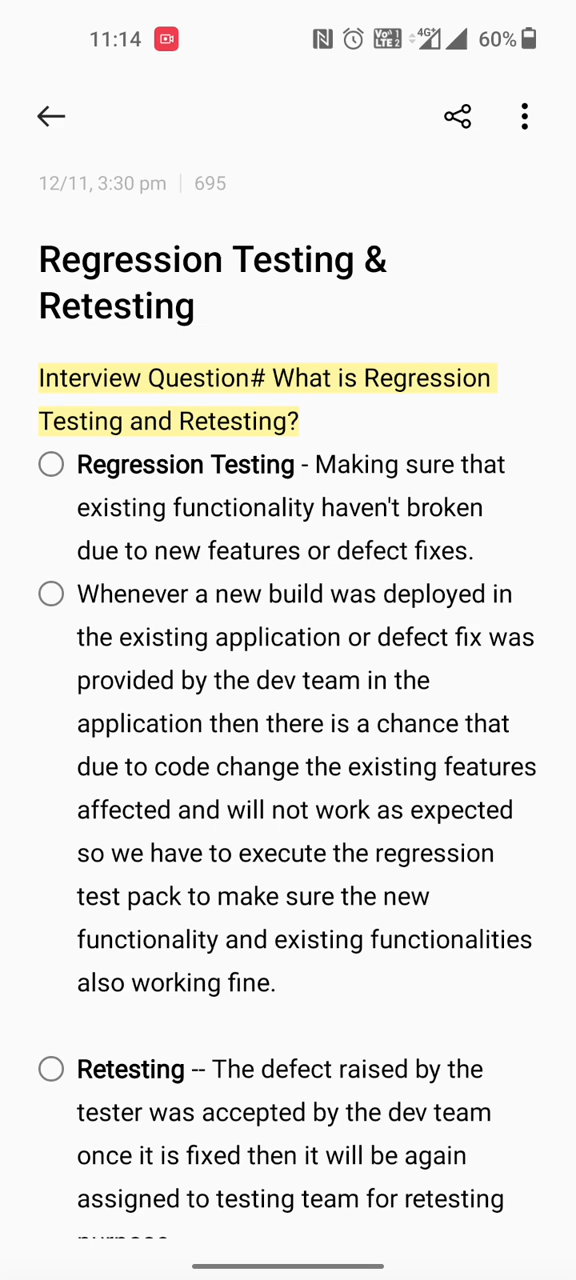 11:14
VoI) LTE 2
4G+
60%
12/11, 3:30 pm | 695
Regression Testing &
Retesting
Interview Question# What is Regression
Testing and Retesting?
Regression Testing - Making sure that
existing functionality haven't broken
due to new features or defect fixes.
Whenever a new build was deployed in
the existing application or defect fix was
provided by the dev team in the
application then there is a chance that
due to code change the existing features
affected and will not work as expected
so we have to execute the regression
test pack to make sure the new
functionality and existing functionalities
also working fine.
Retesting -- The defect raised by the
tester was accepted by the dev team
once it is fixed then it will be again
assigned to testing team for retesting